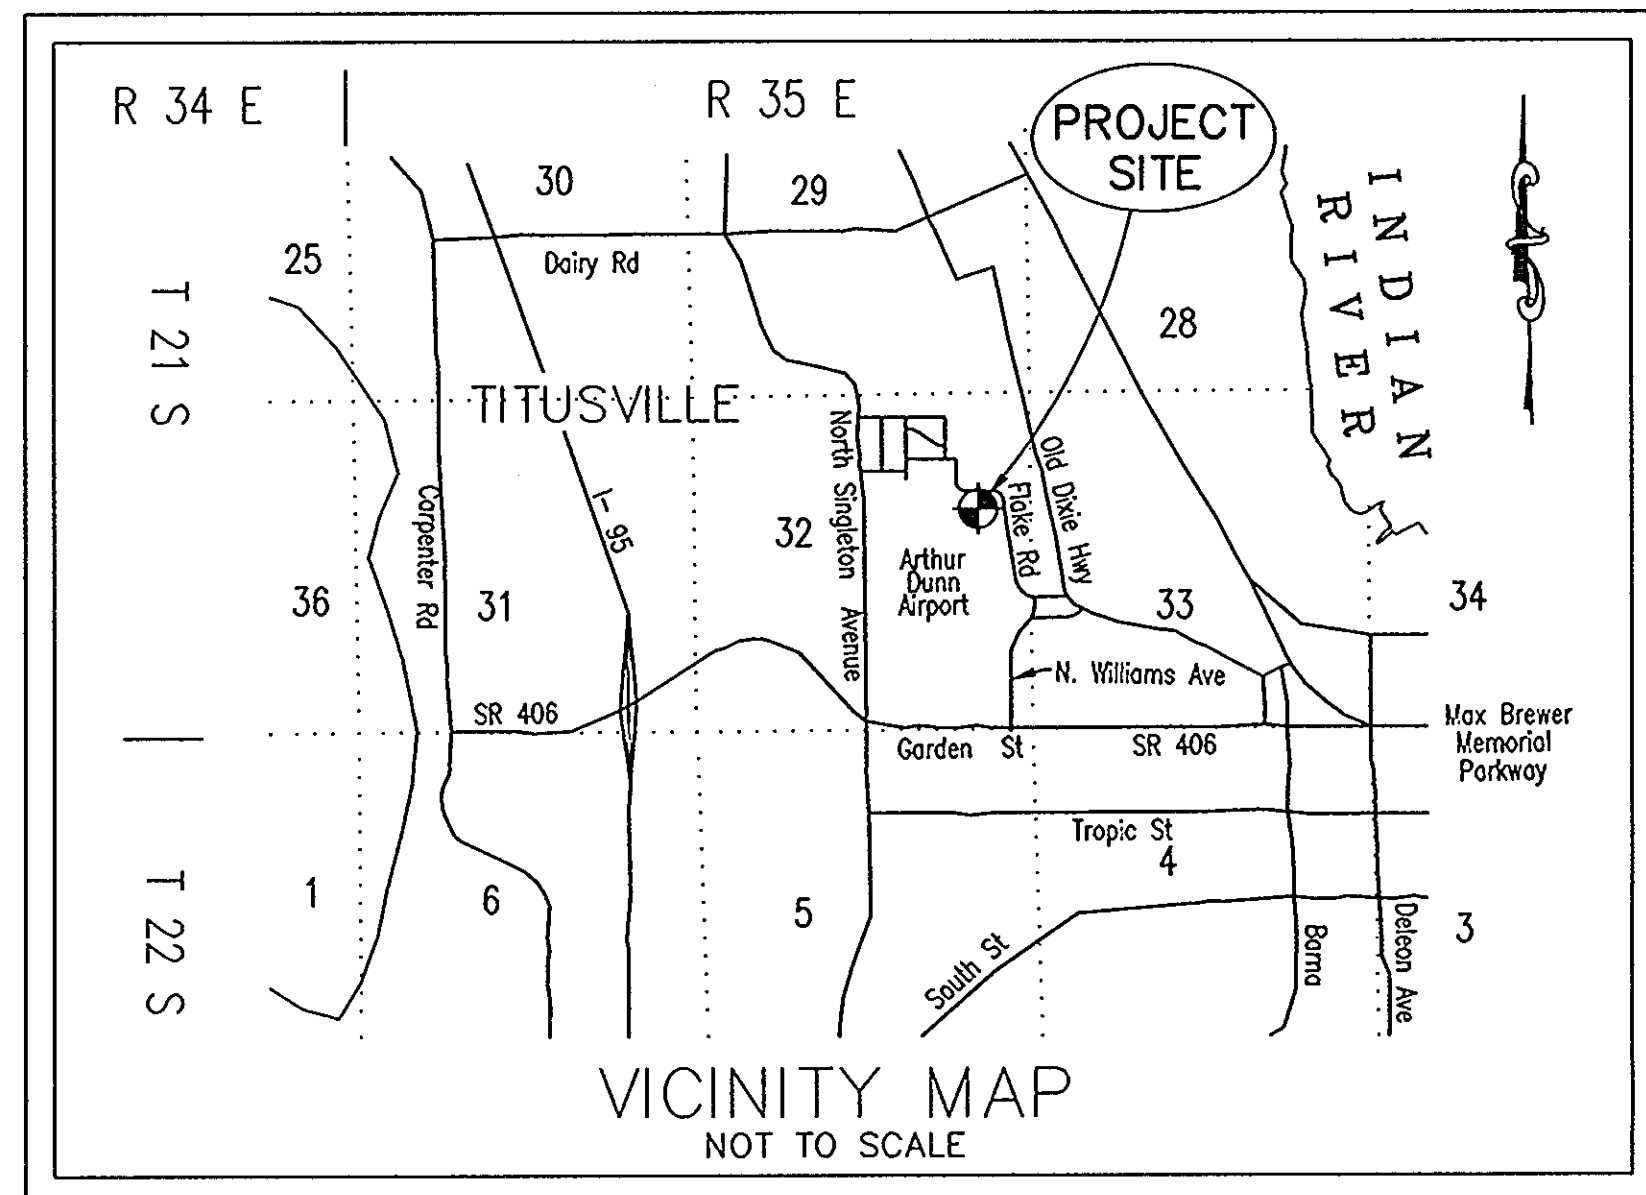 R 34 E
R 35 E
PROJECT
SITE
30
29
INDIAN
RIVER
25
Dairy Rd
T 21 S
28
TITUSVILLE
North Singleton Avenue
Old Dixie Hwy
Flake Rd
Carpenter Rd
I-95
32
Arthur
Dunn
Airport
36
31
33
34
N. Williams Ave
SR 406
Garden St
SR 406
Max Brewer
Memorial
Parkway
Tropic St
4
T 22 S
1
6
5
South St
Barna
Deleon Ave
3
VICINITY MAP
NOT TO SCALE